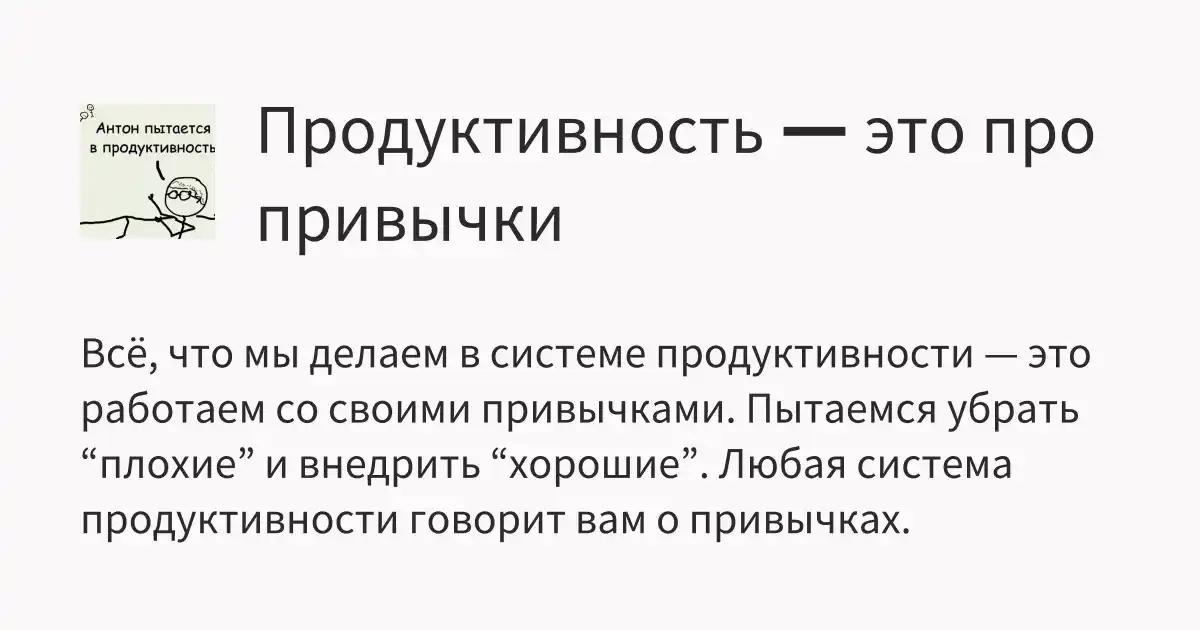 Антон пытается
в продуктивность
Продуктивность — это про
привычки
Всё, что мы делаем в системе продуктивности — это
работаем со своими привычками. Пытаемся убрать
“плохие” и внедрить “хорошие”. Любая система
продуктивности говорит вам о привычках.